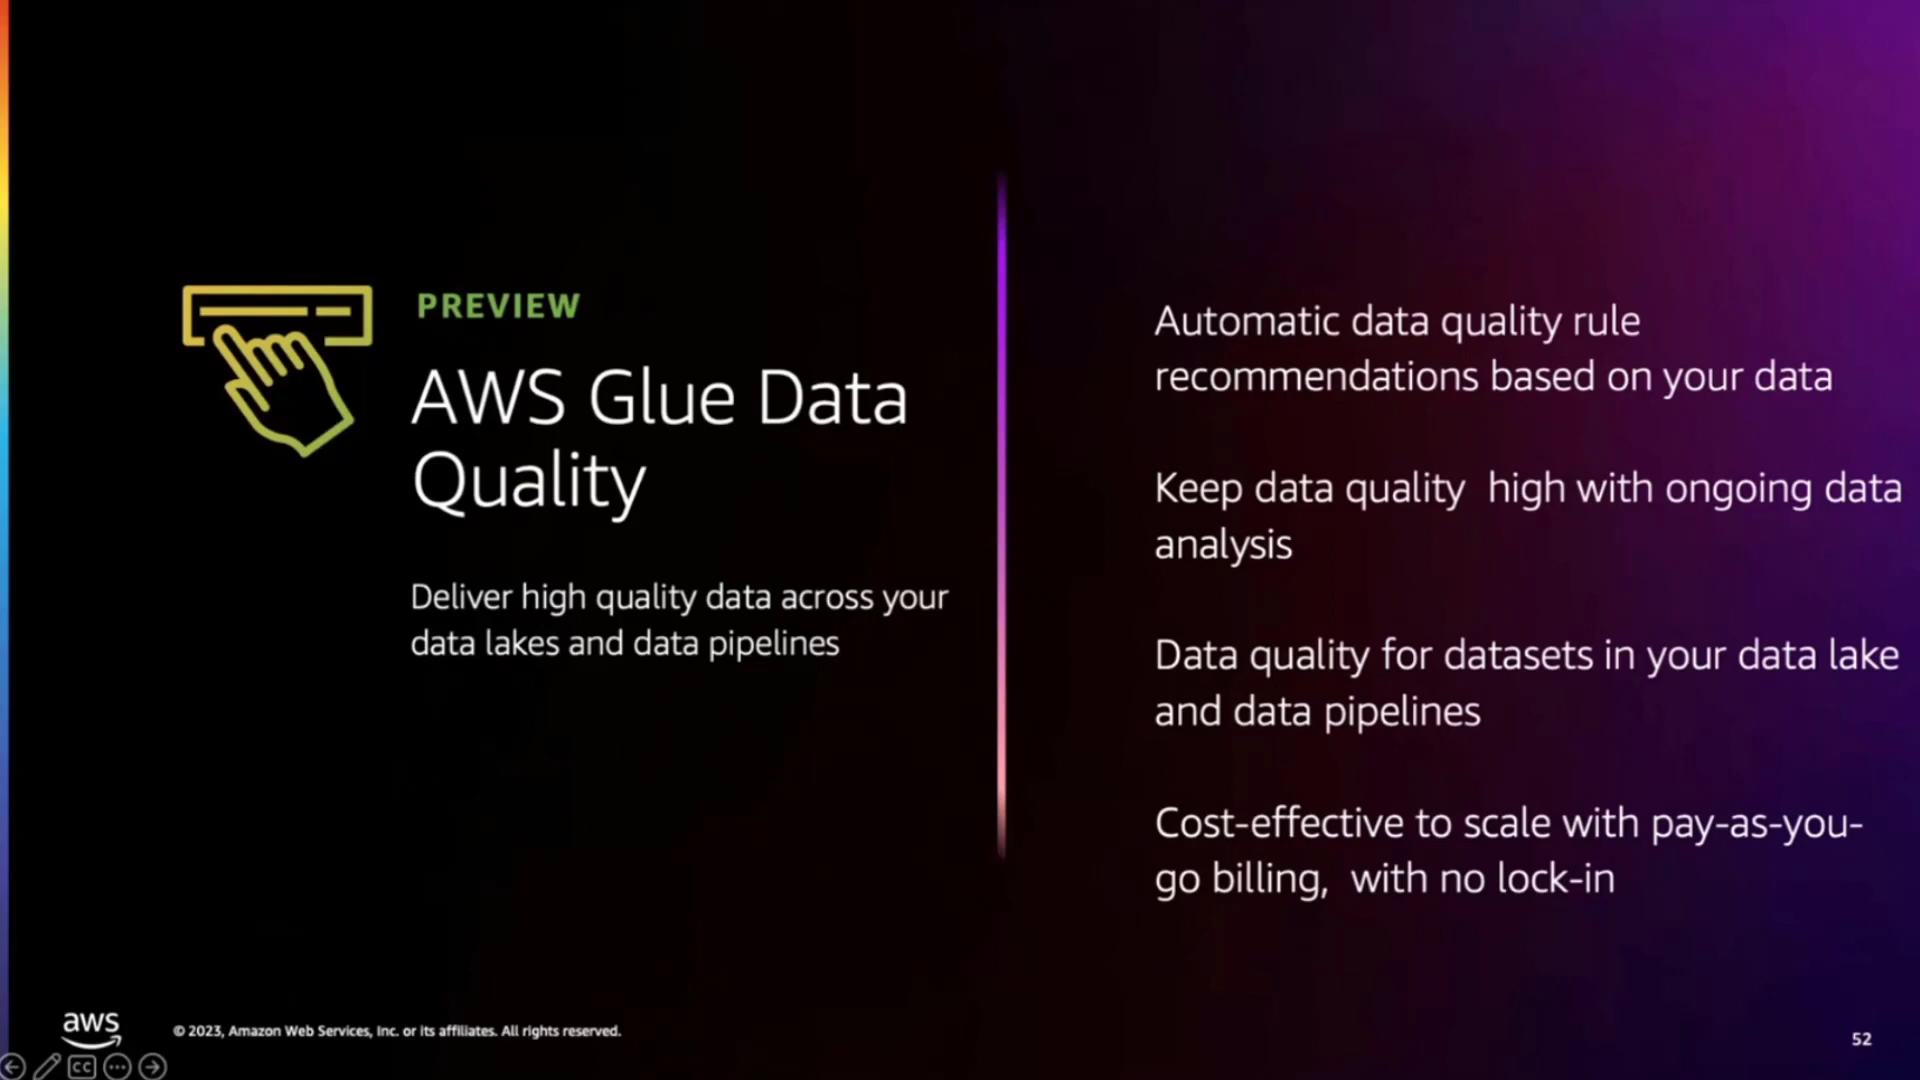 PREVIEW
AWS Glue Data
Quality
Deliver high quality data across your
data lakes and data pipelines
Automatic data quality rule
recommendations based on your data
Keep data quality  high with ongoing data
analysis
Data quality for datasets in your data lake
and data pipelines
Cost-effective to scale with pay-as-you-
go billing,  with no lock-in
aws
© 2023, Amazon Web Services, Inc. or its affiliates. All rights reserved.
52
CC